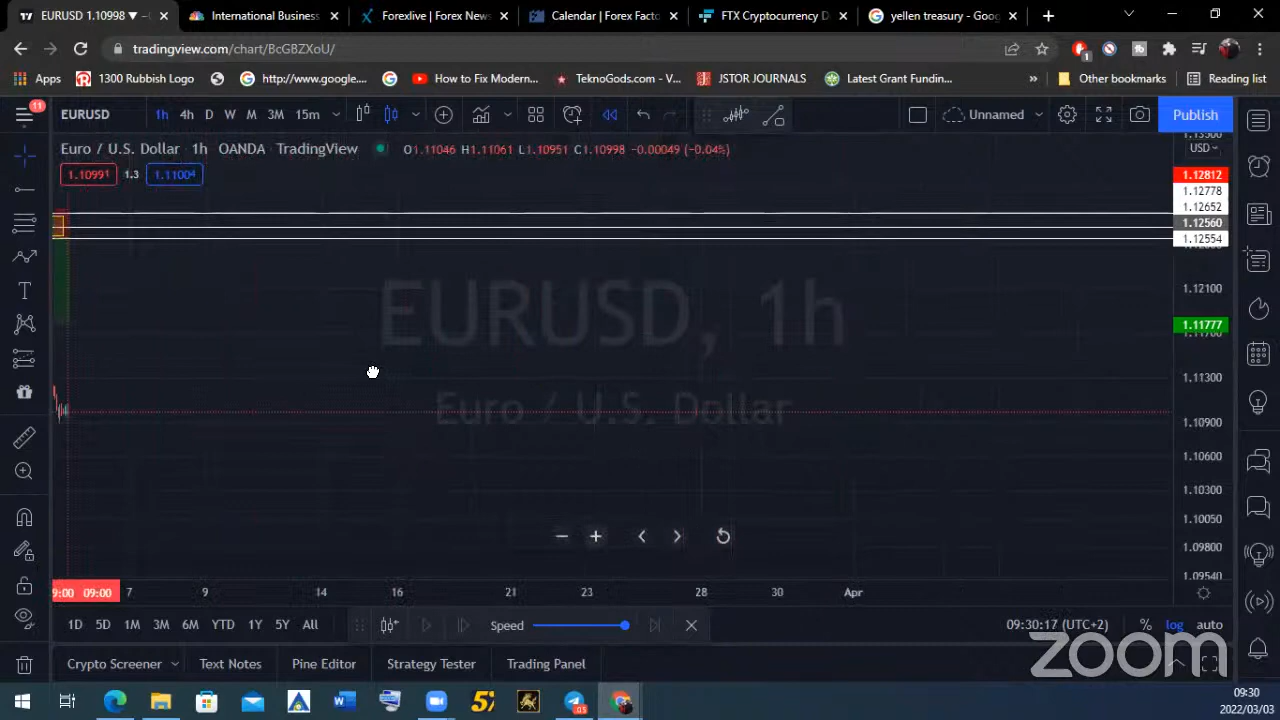 EURUSD 1.10998 ▼ −
International Business
Forexlive | Forex News
Calendar | Forex Facto
FTX Cryptocurrency D
yellen treasury - Goog
tradingview.com/chart/BcGBZXoU/
Apps
1300 Rubbish Logo
http://www.google....
How to Fix Modern...
TeknoGods.com - V...
JSTOR JOURNALS
Latest Grant Fundin...
»
Other bookmarks
Reading list
11
EURUSD
1h 4h D W M 3M 15m
Unnamed
Publish
Euro / U.S. Dollar 1h OANDA TradingView
O1.11046 H1.11061 L1.10951 C1.10998 −0.00049 (−0.04%)
1.10991 1.3 1.11004
USD
1.12812
1.12778
1.12652
1.12560
1.12554
1.12100
1.11777
1.11300
1.10900
1.10600
1.10300
1.10050
1.09800
1.09540
EURUSD, 1h
Euro / U.S. Dollar
9:00 09:00 7 9 14 16 21 23 28 30 Apr
1D 5D 1M 3M 6M YTD 1Y 5Y All
Speed
09:30:17 (UTC+2) % log auto
Crypto Screener
Text Notes
Pine Editor
Strategy Tester
Trading Panel
zoom
09:30
2022/03/03